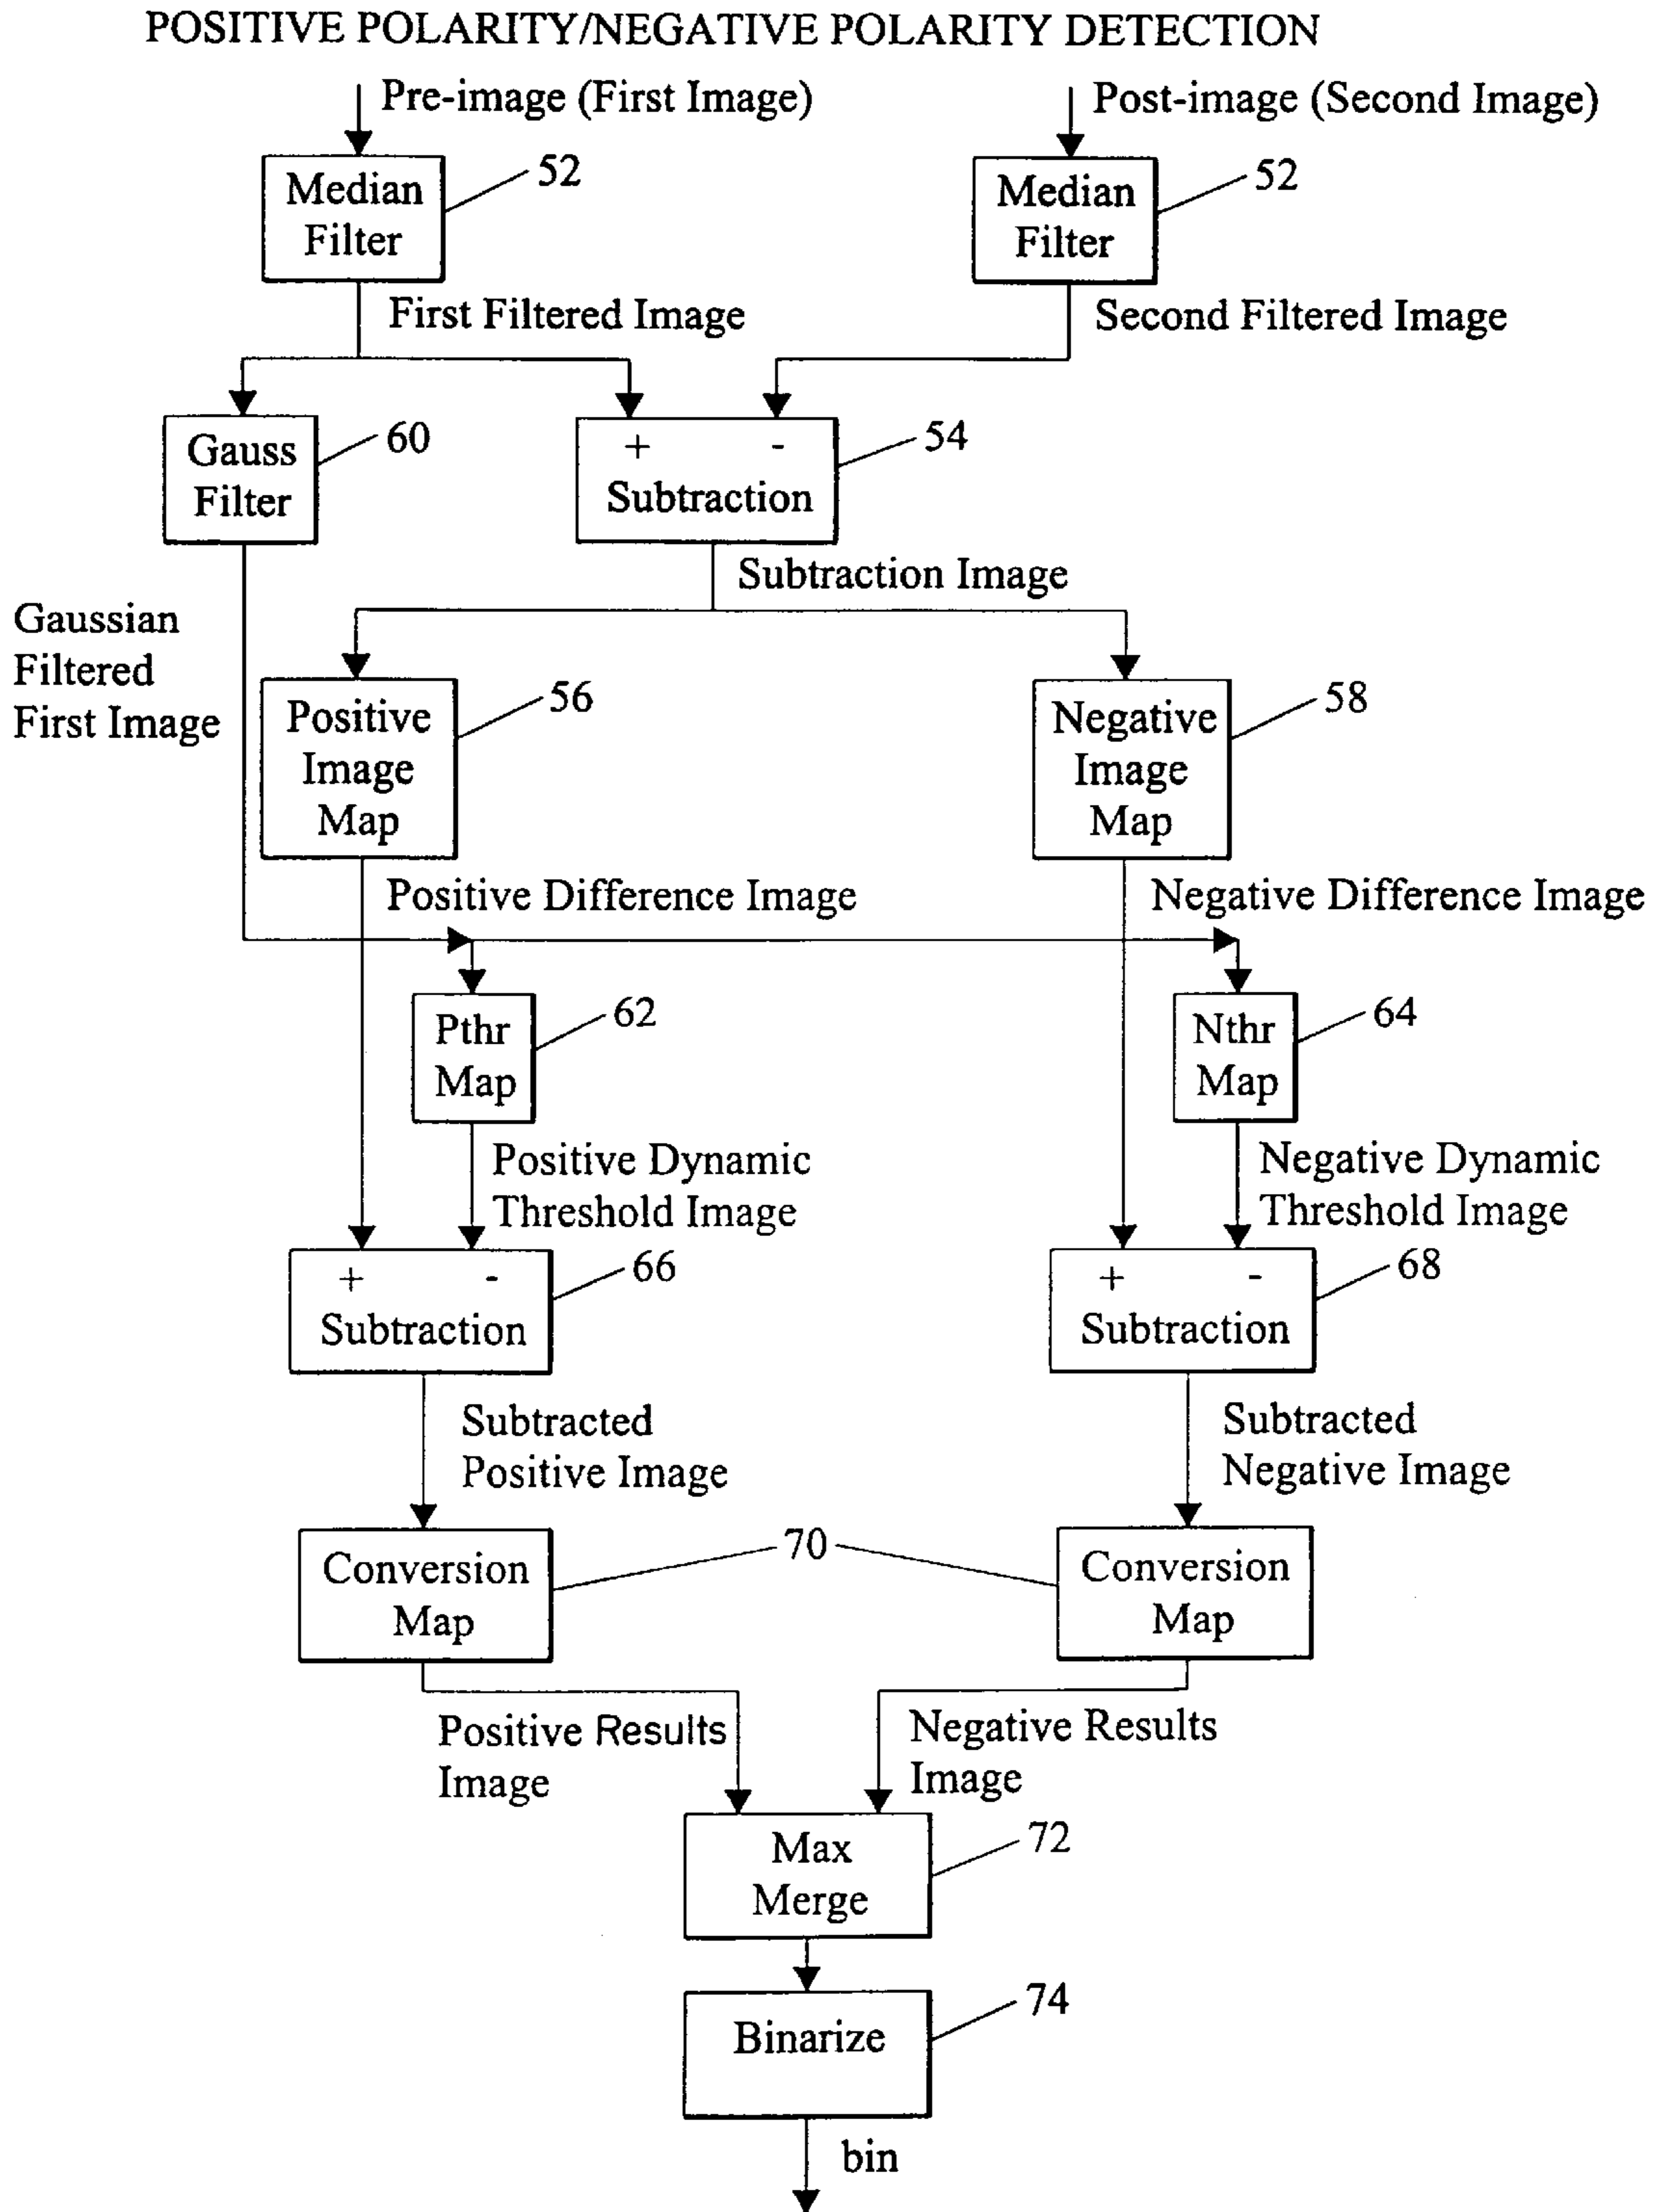 POSITIVE POLARITY/NEGATIVE POLARITY DETECTION
Pre-image (First Image)
Post-image (Second Image)
Median
Filter
52
Median
Filter
52
First Filtered Image
Second Filtered Image
Gauss
Filter
60
+ -
Subtraction
54
Subtraction Image
Gaussian
Filtered
First Image
Positive
Image
Map
56
Negative
Image
Map
58
Positive Difference Image
Negative Difference Image
Pthr
Map
62
Nthr
Map
64
Positive Dynamic
Threshold Image
Negative Dynamic
Threshold Image
+ -
Subtraction
66
+ -
Subtraction
68
Subtracted
Positive Image
Subtracted
Negative Image
Conversion
Map
70
Conversion
Map
Positive Results
Image
Negative Results
Image
Max
Merge
72
Binarize
74
bin